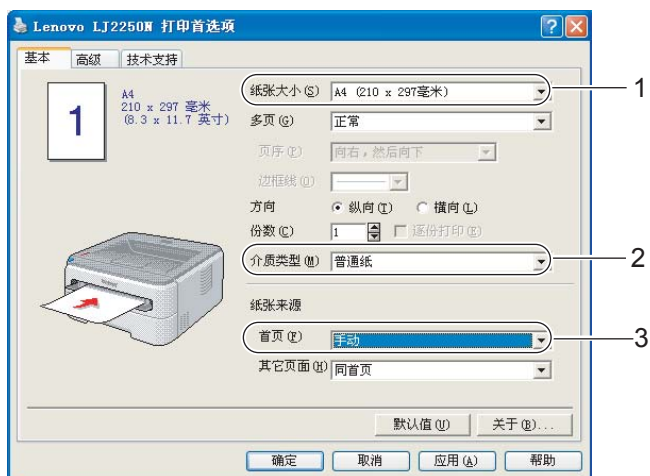 Lenovo LJ2250N 打印首选项
基本 高级 技术支持
1
A4
210 x 297 毫米
(8.3 x 11.7 英寸)
纸张大小(S) A4 (210 x 297毫米) 1
多页(G) 正常
页序(P) 向右，然后向下
边框线(O)
方向 纵向(T) 横向(L)
份数(C) 1 逐份打印(E)
介质类型(M) 普通纸 2
纸张来源
首页(F) 手动 3
其它页面(H) 同首页
默认值(U) 关于(B)...
确定 取消 应用(A) 帮助